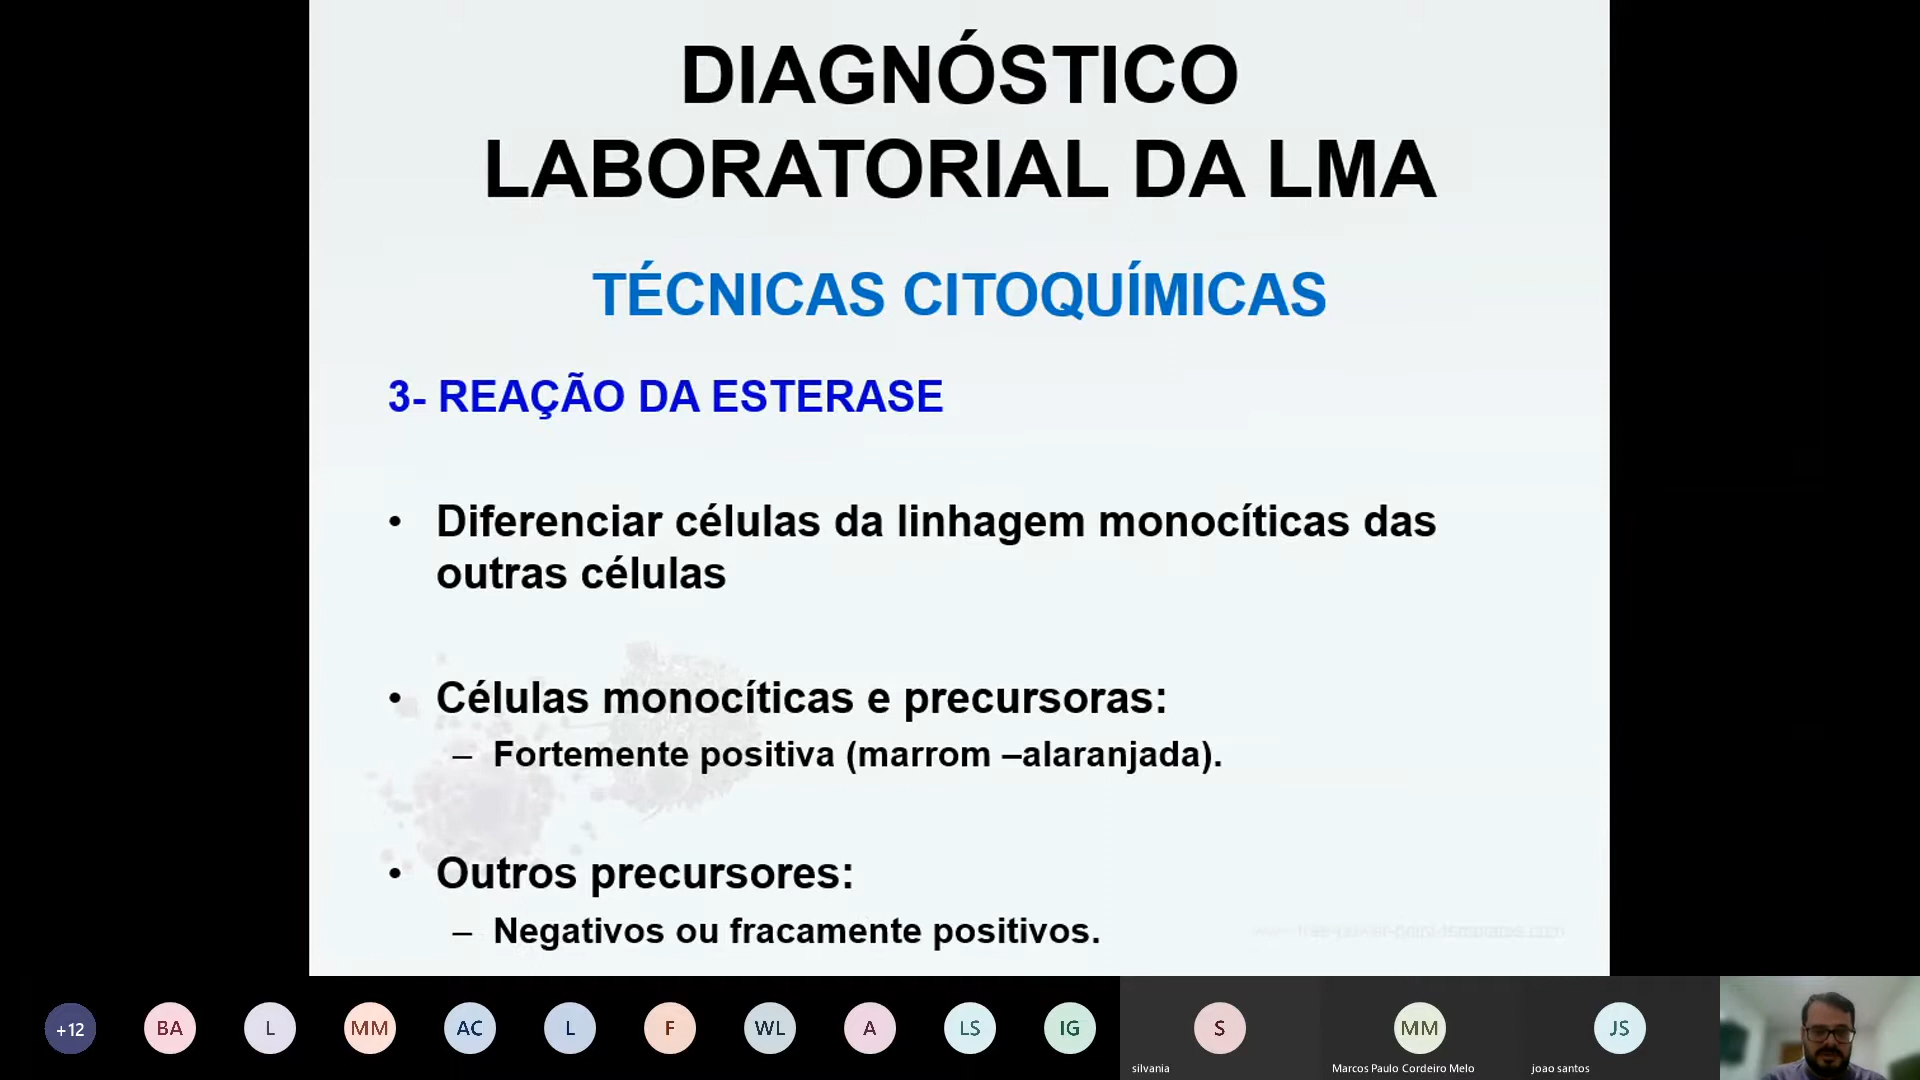 DIAGNÓSTICO
LABORATORIAL DA LMA
TÉCNICAS CITOQUÍMICAS
3- REAÇÃO DA ESTERASE
• Diferenciar células da linhagem monocíticas das
outras células
• Células monocíticas e precursoras:
– Fortemente positiva (marrom –alaranjada).
• Outros precursores:
– Negativos ou fracamente positivos.
+12
BA
L
MM
AC
L
F
WL
A
LS
IG
S
MM
JS
silvania
Marcos Paulo Cordeiro Melo
joao santos